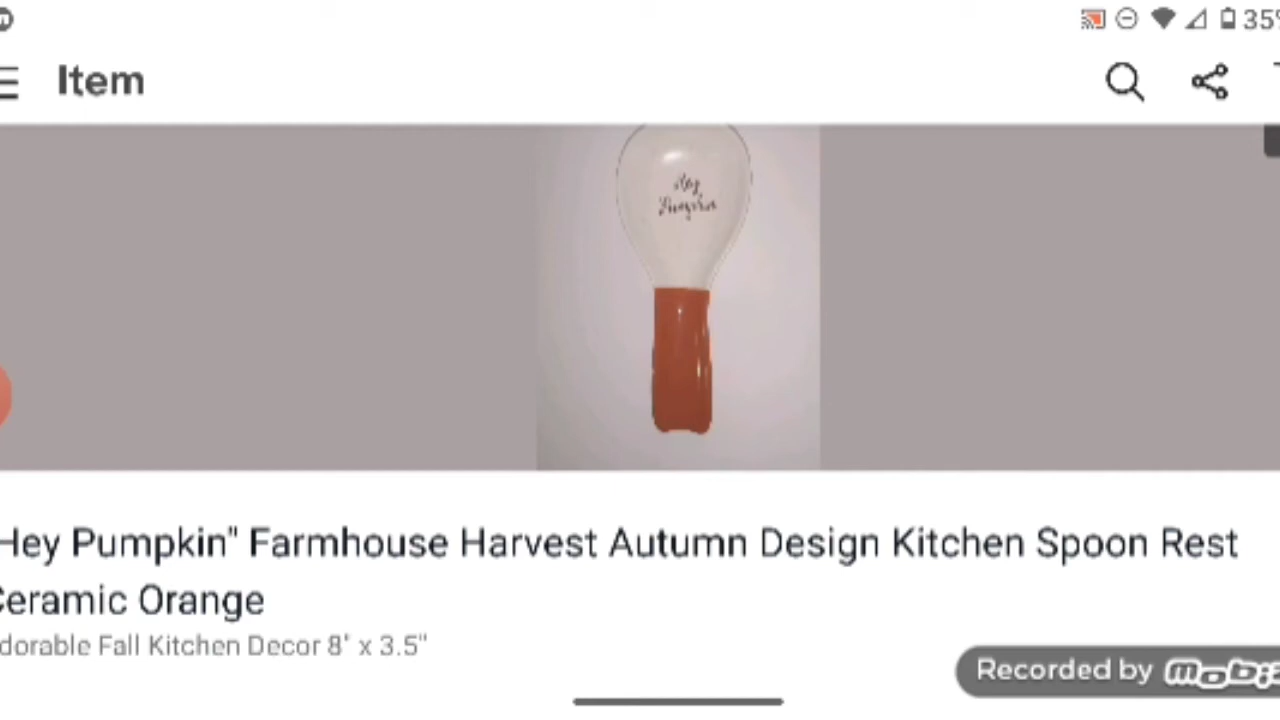 35%
Item
Hey
Pumpkin
Hey Pumpkin" Farmhouse Harvest Autumn Design Kitchen Spoon Rest
Ceramic Orange
dorable Fall Kitchen Decor 8' x 3.5"
Recorded by